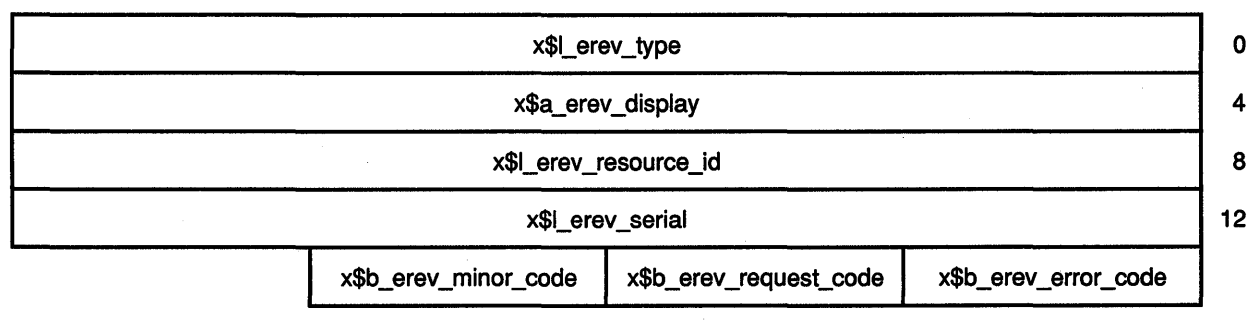 x$l_erev_type 0
x$a_erev_display 4
x$l_erev_resource_id 8
x$l_erev_serial 12
x$b_erev_minor_code x$b_erev_request_code x$b_erev_error_code